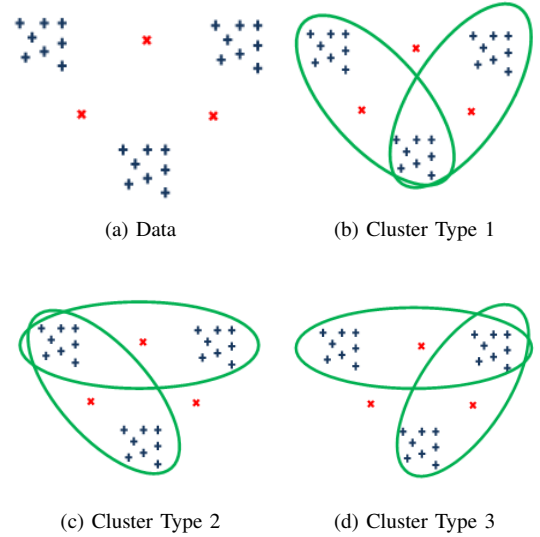 (a) Data
(b) Cluster Type 1
(c) Cluster Type 2
(d) Cluster Type 3